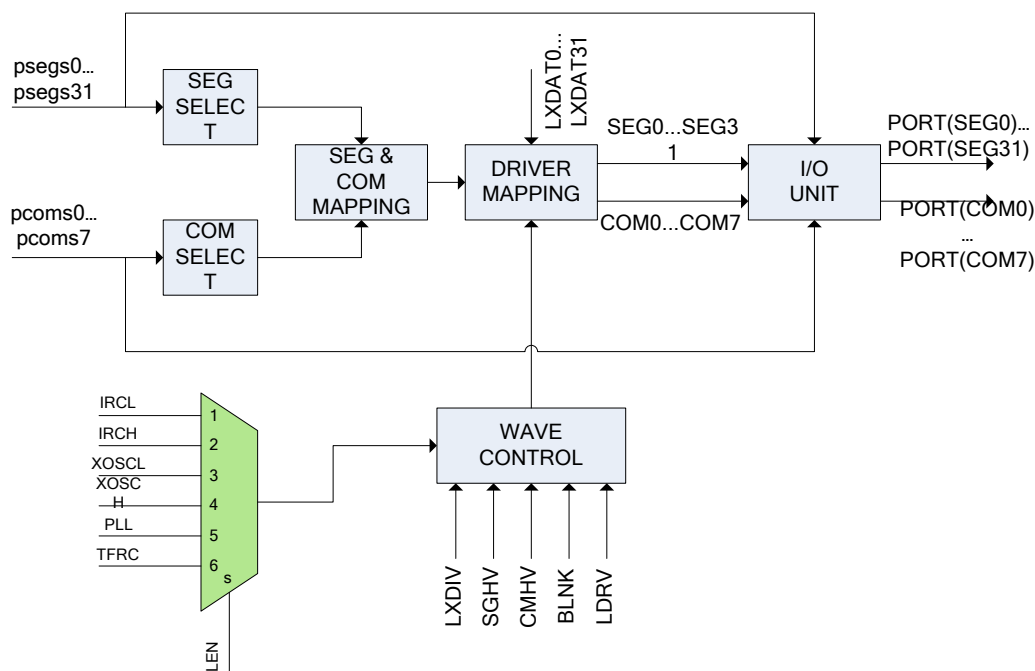 psegs0...
psegs31
SEG
SELEC
T
LXDAT0...
LXDAT31
SEG0...SEG3
1
PORT(SEG0)...
PORT(SEG31)
SEG &
COM
MAPPING
DRIVER
MAPPING
I/O
UNIT
pcoms0...
pcoms7
COM
SELEC
T
COM0...COM7
PORT(COM0)
...
PORT(COM7)
IRCL
1
IRCH
2
XOSCL
3
XOSC
H
4
PLL
5
TFRC
6
s
LEN
WAVE
CONTROL
LXDIV
SGHV
CMHV
BLNK
LDRV